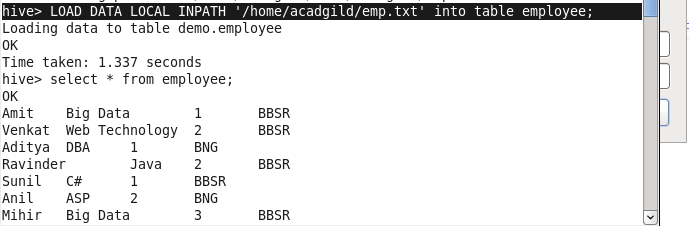 hive> LOAD DATA LOCAL INPATH '/home/acadgild/emp.txt' into table employee;
Loading data to table demo.employee
OK
Time taken: 1.337 seconds
hive> select * from employee;
OK
Amit Big Data 1 BBSR
Venkat Web Technology 2 BBSR
Aditya DBA 1 BNG
Ravinder Java 2 BBSR
Sunil C# 1 BBSR
Anil ASP 2 BNG
Mihir Big Data 3 BBSR